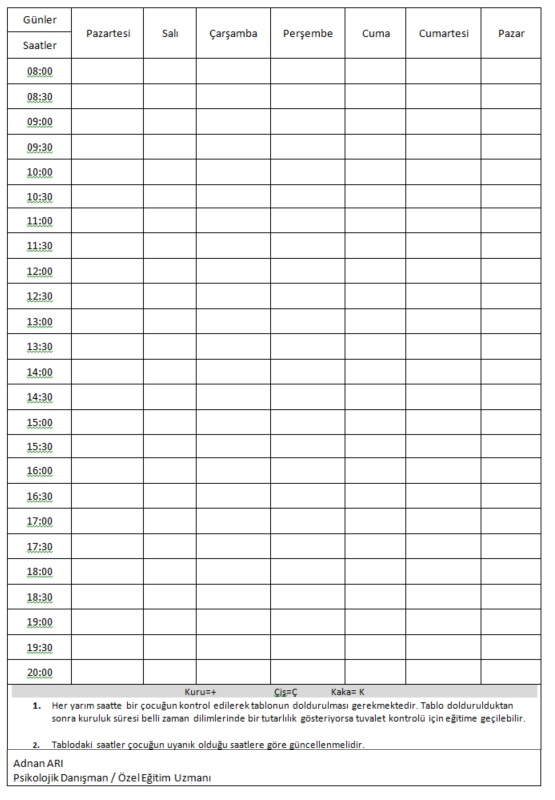 Günler
Saatler
Pazartesi Salı Çarşamba Perşembe Cuma Cumartesi Pazar
08:00
08:30
09:00
09:30
10:00
10:30
11:00
11:30
12:00
12:30
13:00
13:30
14:00
14:30
15:00
15:30
16:00
16:30
17:00
17:30
18:00
18:30
19:00
19:30
20:00
Kuru=+ Çiş=Ç Kaka= K
1. Her yarım saatte bir çocuğun kontrol edilerek tablonun doldurulması gerekmektedir. Tablo doldurulduktan
sonra kuruluk süresi belli zaman dilimlerinde bir tutarlılık gösteriyorsa tuvalet kontrolü için eğitime geçilebilir.
2. Tablodaki saatler çocuğun uyanık olduğu saatlere göre güncellenmelidir.
Adnan ARI
Psikolojik Danışman / Özel Eğitim Uzmanı